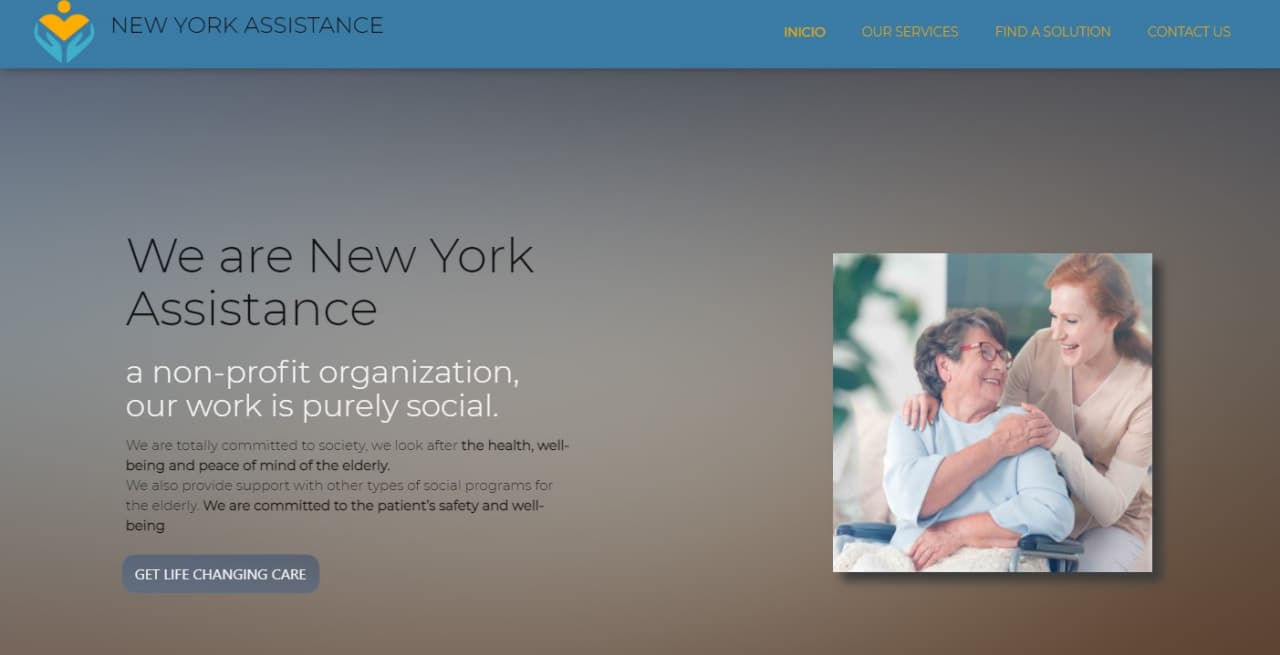 NEW YORK ASSISTANCE
INICIO
OUR SERVICES
FIND A SOLUTION
CONTACT US
We are New York
Assistance
a non-profit organization,
our work is purely social.
We are totally committed to society, we look after the health, well-
being and peace of mind of the elderly.
We also provide support with other types of social programs for
the elderly. We are committed to the patient's safety and well-
being
GET LIFE CHANGING CARE